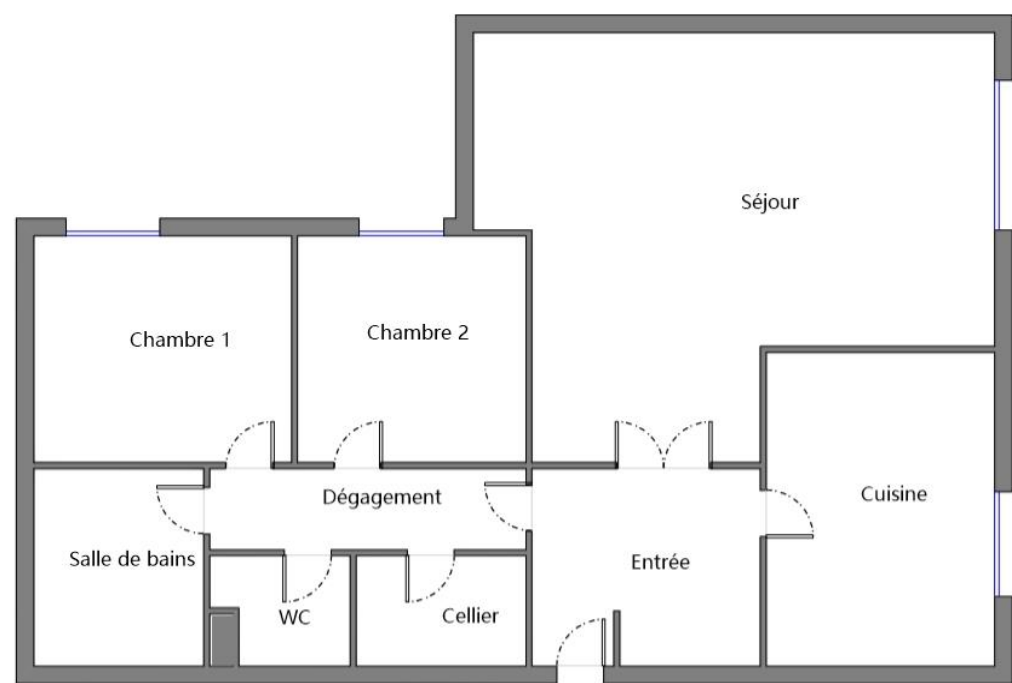 Séjour
Chambre 1
Chambre 2
Cuisine
Dégagement
Salle de bains
Entrée
WC
Cellier